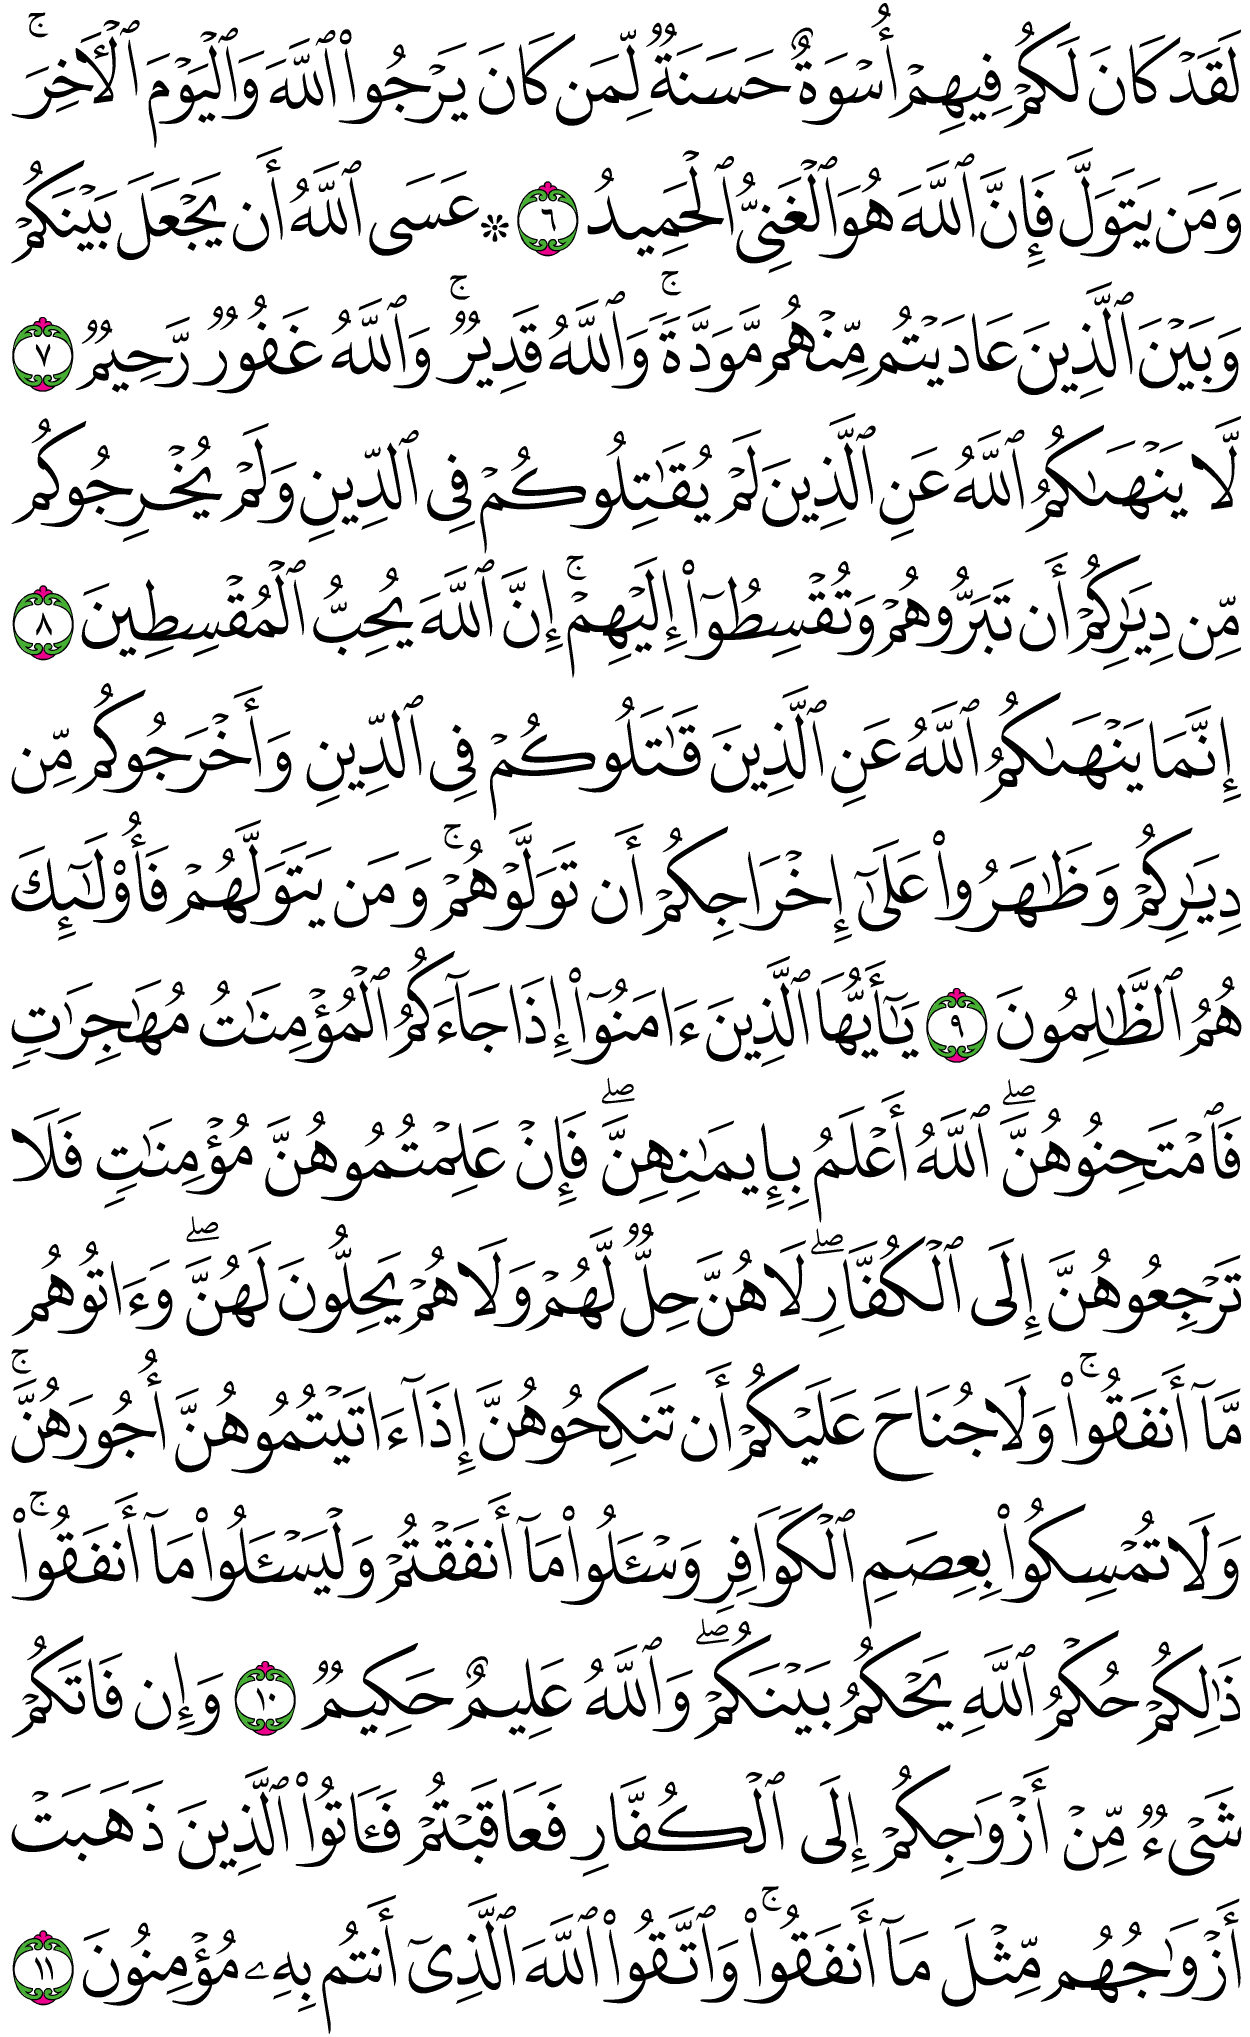 لَقَدۡ كَانَ لَكُمۡ فِيهِمۡ أُسۡوَةٌ حَسَنَةٞ لِّمَن كَانَ يَرۡجُواْ ٱللَّهَ وَٱلۡيَوۡمَ ٱلۡأٓخِرَۚ
وَمَن يَتَوَلَّ فَإِنَّ ٱللَّهَ هُوَ ٱلۡغَنِيُّ ٱلۡحَمِيدُ ٦ ۞ عَسَى ٱللَّهُ أَن يَجۡعَلَ بَيۡنَكُمۡ
وَبَيۡنَ ٱلَّذِينَ عَادَيۡتُم مِّنۡهُم مَّوَدَّةٗۚ وَٱللَّهُ قَدِيرٞۚ وَٱللَّهُ غَفُورٞ رَّحِيمٞ ٧
لَّا يَنۡهَىٰكُمُ ٱللَّهُ عَنِ ٱلَّذِينَ لَمۡ يُقَٰتِلُوكُمۡ فِي ٱلدِّينِ وَلَمۡ يُخۡرِجُوكُم
مِّن دِيَٰرِكُمۡ أَن تَبَرُّوهُمۡ وَتُقۡسِطُوٓاْ إِلَيۡهِمۡۚ إِنَّ ٱللَّهَ يُحِبُّ ٱلۡمُقۡسِطِينَ ٨
إِنَّمَا يَنۡهَىٰكُمُ ٱللَّهُ عَنِ ٱلَّذِينَ قَٰتَلُوكُمۡ فِي ٱلدِّينِ وَأَخۡرَجُوكُم مِّن
دِيَٰرِكُمۡ وَظَٰهَرُواْ عَلَىٰٓ إِخۡرَاجِكُمۡ أَن تَوَلَّوۡهُمۡۚ وَمَن يَتَوَلَّهُمۡ فَأُوْلَٰٓئِكَ
هُمُ ٱلظَّٰلِمُونَ ٩ يَٰٓأَيُّهَا ٱلَّذِينَ ءَامَنُوٓاْ إِذَا جَآءَكُمُ ٱلۡمُؤۡمِنَٰتُ مُهَٰجِرَٰتٖ
فَٱمۡتَحِنُوهُنَّۖ ٱللَّهُ أَعۡلَمُ بِإِيمَٰنِهِنَّۖ فَإِنۡ عَلِمۡتُمُوهُنَّ مُؤۡمِنَٰتٖ فَلَا
تَرۡجِعُوهُنَّ إِلَى ٱلۡكُفَّارِۖ لَا هُنَّ حِلّٞ لَّهُمۡ وَلَا هُمۡ يَحِلُّونَ لَهُنَّۖ وَءَاتُوهُم
مَّآ أَنفَقُواْۚ وَلَا جُنَاحَ عَلَيۡكُمۡ أَن تَنكِحُوهُنَّ إِذَآ ءَاتَيۡتُمُوهُنَّ أُجُورَهُنَّۚ
وَلَا تُمۡسِكُواْ بِعِصَمِ ٱلۡكَوَافِرِ وَسۡـَٔلُواْ مَآ أَنفَقۡتُمۡ وَلۡيَسۡـَٔلُواْ مَآ أَنفَقُواْۚ
ذَٰلِكُمۡ حُكۡمُ ٱللَّهِ يَحۡكُمُ بَيۡنَكُمۡۖ وَٱللَّهُ عَلِيمٌ حَكِيمٞ ١٠ وَإِن فَاتَكُمۡ
شَيۡءٞ مِّنۡ أَزۡوَٰجِكُمۡ إِلَى ٱلۡكُفَّارِ فَعَاقَبۡتُمۡ فَـَٔاتُواْ ٱلَّذِينَ ذَهَبَتۡ
أَزۡوَٰجُهُم مِّثۡلَ مَآ أَنفَقُواْۚ وَٱتَّقُواْ ٱللَّهَ ٱلَّذِيٓ أَنتُم بِهِۦ مُؤۡمِنُونَ ١١